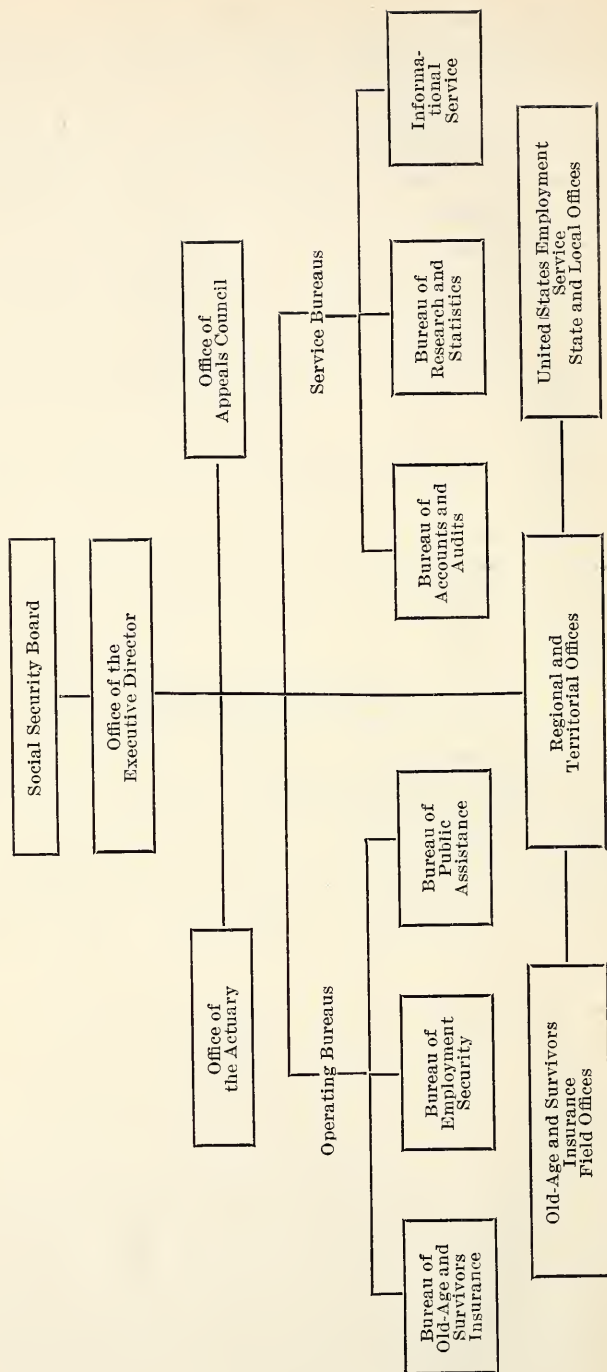 Social Security Board
Office of the
Executive Director
Office of
the Actuary
Office of
Appeals Council
Operating Bureaus
Service Bureaus
Bureau of
Old-Age and
Survivors
Insurance
Bureau of
Employment
Security
Bureau of
Public
Assistance
Bureau of
Accounts and
Audits
Bureau of
Research and
Statistics
Informa-
tional
Service
Old-Age and Survivors
Insurance
Field Offices
Regional and
Territorial Offices
United States Employment
Service
State and Local Offices